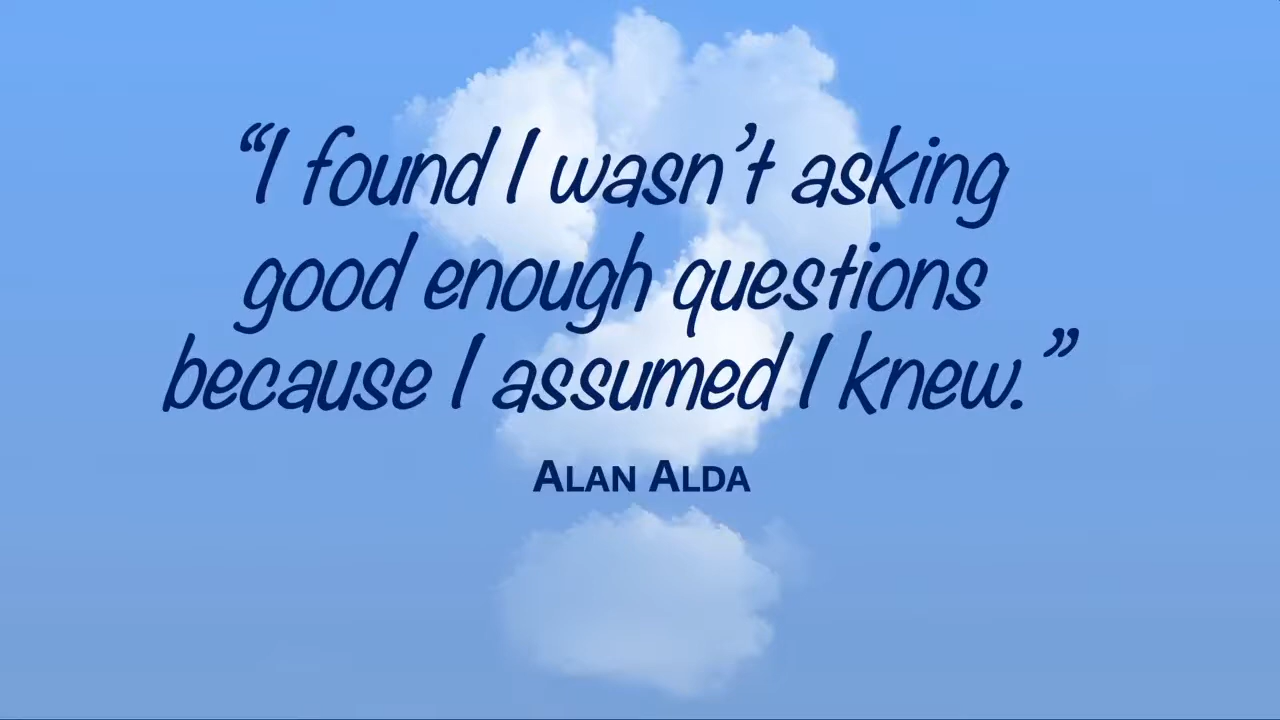 “I found I wasn’t asking
good enough questions
because I assumed I knew.”
ALAN ALDA